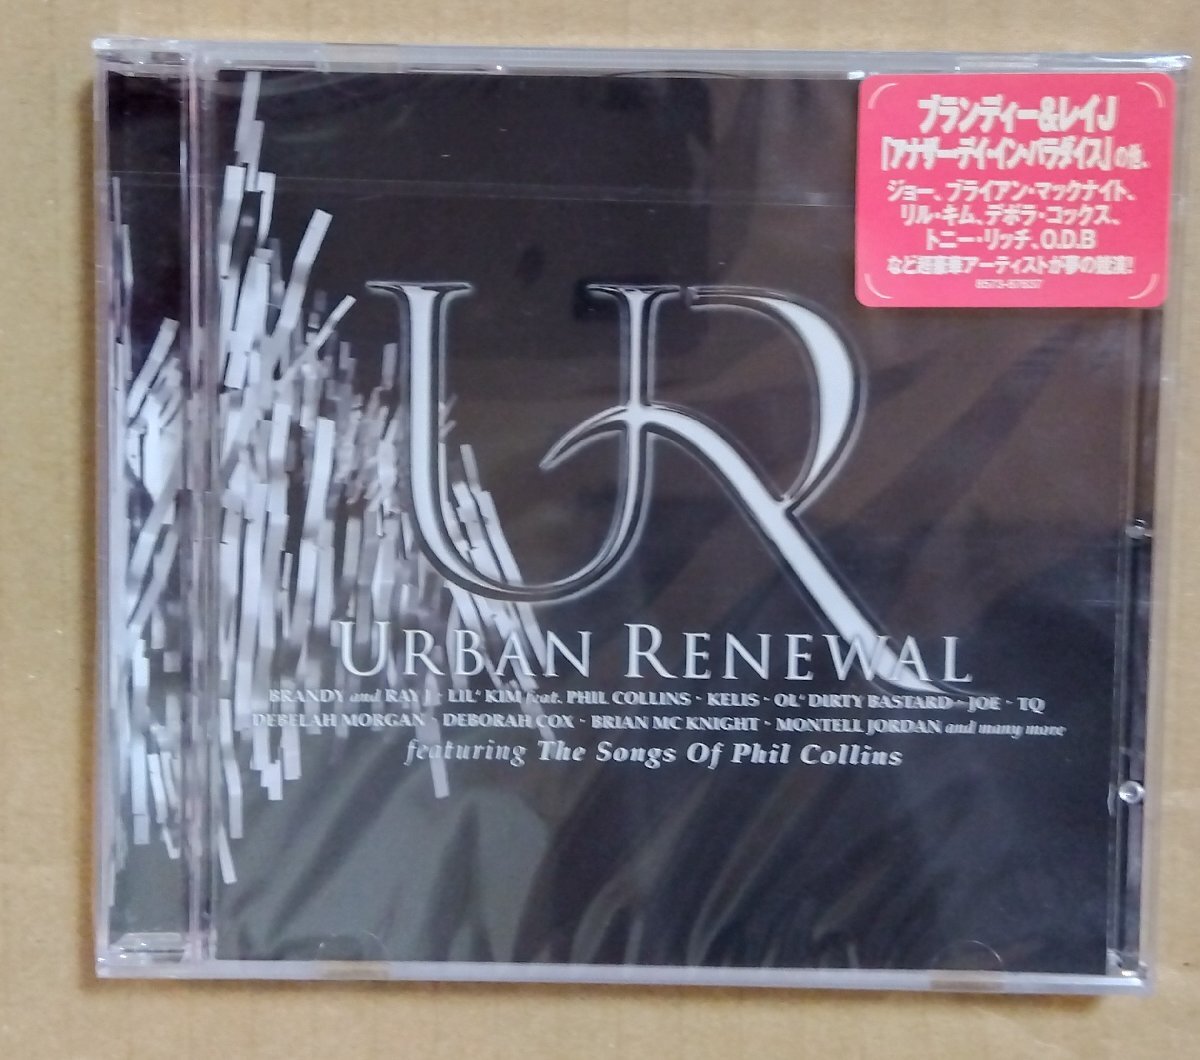 ブランディー&レイJ
「アナザー・デイ・イン・パラダイス」の他、
ジョー、ブライアン・マックナイト、
リル・キム、デボラ・コックス、
トニー・リッチ、O.D.B
など超豪華アーティストが夢の競演!
8573-87637
UR
URBAN RENEWAL
BRANDY and RAY J - LIL' KIM feat. PHIL COLLINS - KELIS - OL' DIRTY BASTARD - JOE - TQ
DEBELAH MORGAN - DEBORAH COX - BRIAN MC KNIGHT - MONTELL JORDAN and many more
featuring The Songs Of Phil Collins